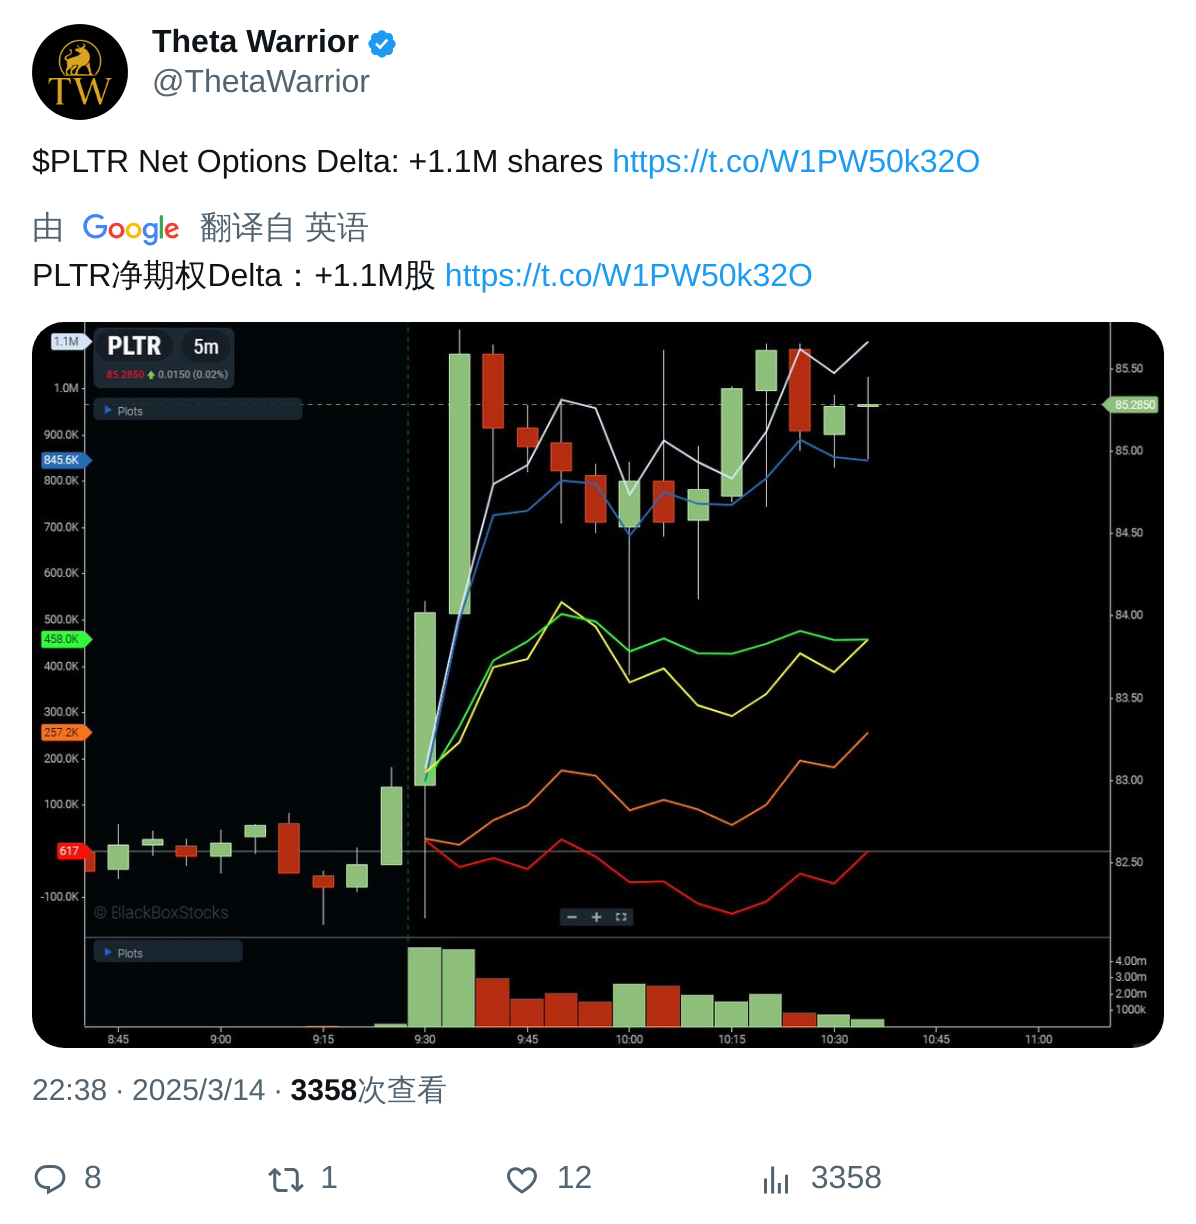 TW
Theta Warrior
@ThetaWarrior
$PLTR Net Options Delta: +1.1M shares https://t.co/W1PW50k32O
由 Google 翻译自 英语
PLTR净期权Delta：+1.1M股 https://t.co/W1PW50k32O
PLTR 5m
85.2850 0.0150 (0.02%)
Plots
1.1M
1.0M
900.0K
845.6K
800.0K
700.0K
600.0K
500.0K
458.0K
400.0K
300.0K
257.2K
200.0K
100.0K
617
-100.0K
85.50
85.2850
85.00
84.50
84.00
83.50
83.00
82.50
© BlackBoxStocks
Plots
4.00m
3.00m
2.00m
1000k
8:45 9:00 9:15 9:30 9:45 10:00 10:15 10:30 10:45 11:00
22:38 · 2025/3/14 · 3358次查看
8 1 12 3358